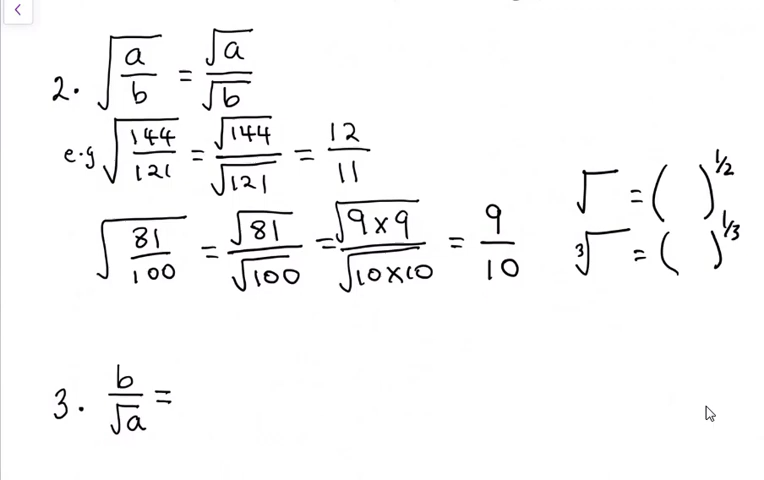 2. √(a/b) = √a/√b
e.g √(144/121) = √144/√121 = 12/11
√(81/100) = √81/√100 = √9×9/√10×10 = 9/10
√ = ( )^1/2
³√ = ( )^1/3
3. b/√a =